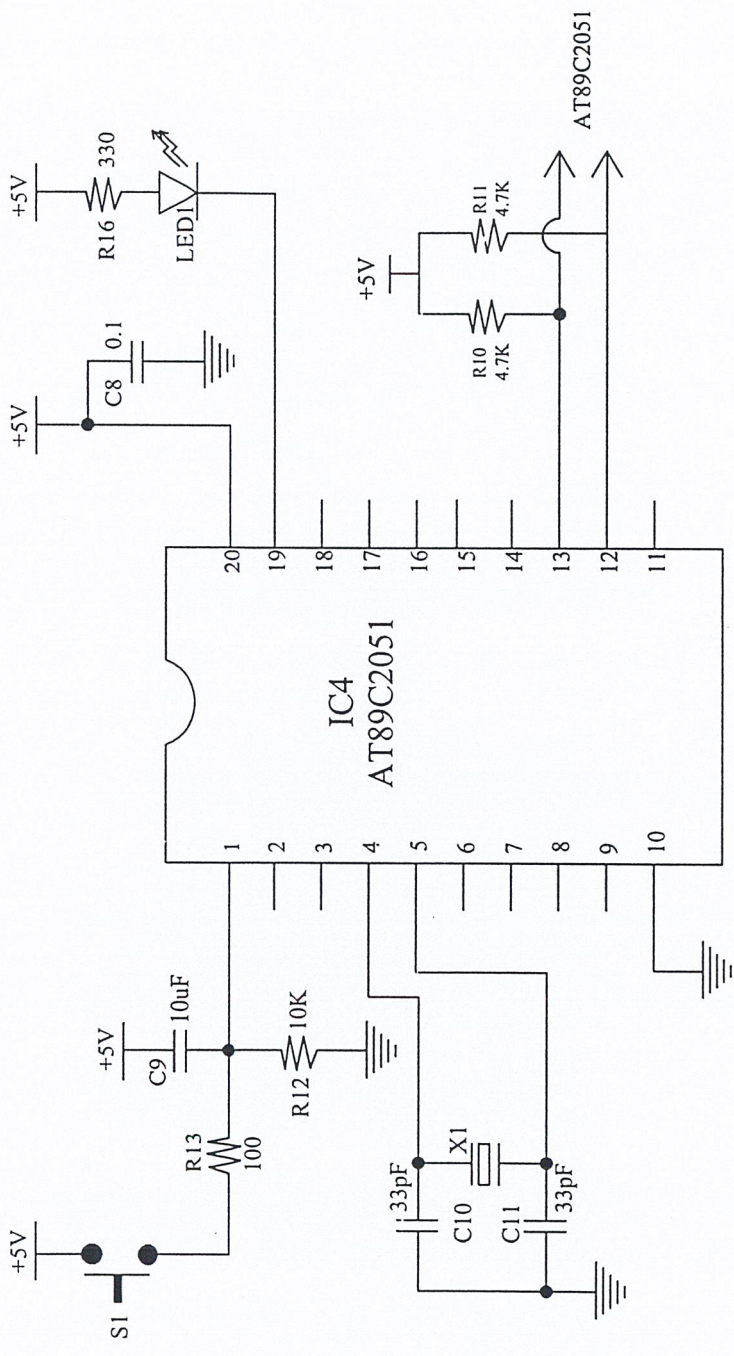 +5V
S1
R13
100
+5V
C9
10uF
R12
10K
33pF
C10
X1
C11
33pF
1
2
3
4
5
6
7
8
9
10
IC4
AT89C2051
20
19
18
17
16
15
14
13
12
11
+5V
C8
0.1
+5V
R16
330
LED1
+5V
R10
4.7K
R11
4.7K
AT89C2051